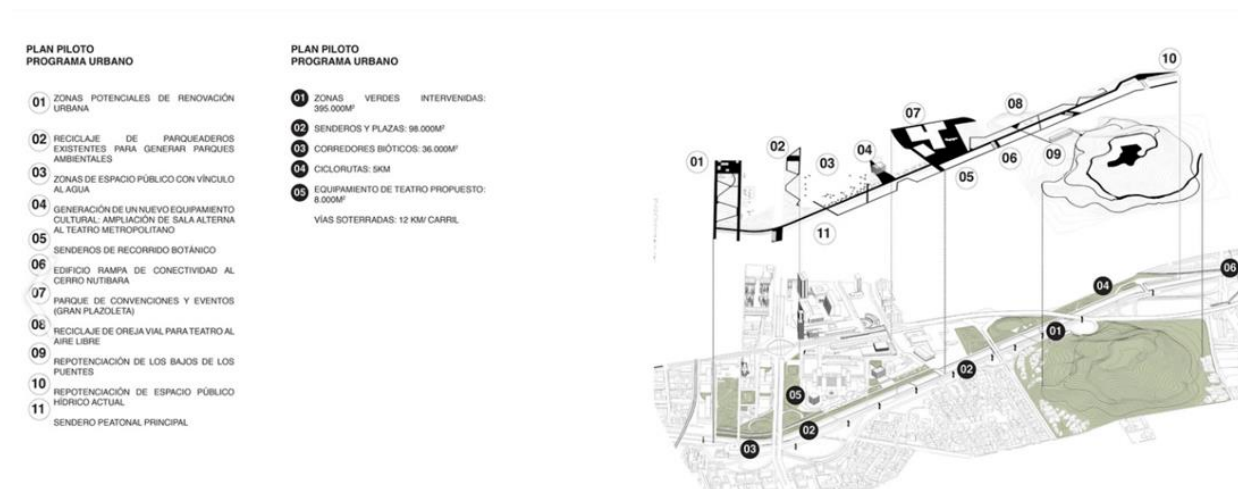 PLAN PILOTO
PROGRAMA URBANO
01 ZONAS POTENCIALES DE RENOVACIÓN
URBANA
02 RECICLAJE DE PARQUEADEROS
EXISTENTES PARA GENERAR PARQUES
AMBIENTALES
03 ZONAS DE ESPACIO PÚBLICO CON VÍNCULO
AL AGUA
04 GENERACIÓN DE UN NUEVO EQUIPAMIENTO
CULTURAL: AMPLIACIÓN DE SALA ALTERNA
AL TEATRO METROPOLITANO
05 SENDEROS DE RECORRIDO BOTÁNICO
06 EDIFICIO RAMPA DE CONECTIVIDAD AL
CERRO NUTIBARA
07 PARQUE DE CONVENCIONES Y EVENTOS
(GRAN PLAZOLETA)
08 RECICLAJE DE OREJA VIAL PARA TEATRO AL
AIRE LIBRE
09 REPOTENCIACIÓN DE LOS BAJOS DE LOS
PUENTES
10 REPOTENCIACIÓN DE ESPACIO PÚBLICO
HÍDRICO ACTUAL
11 SENDERO PEATONAL PRINCIPAL
PLAN PILOTO
PROGRAMA URBANO
01 ZONAS VERDES INTERVENIDAS:
395.000M²
02 SENDEROS Y PLAZAS: 98.000M²
03 CORREDORES BIÓTICOS: 36.000M²
04 CICLORUTAS: 5KM
05 EQUIPAMIENTO DE TEATRO PROPUESTO:
8.000M²
VÍAS SOTERRADAS: 12 KM/ CARRIL
10
08
07
02
04
01
03
06
09
05
11
06
04
01
02
05
02
03